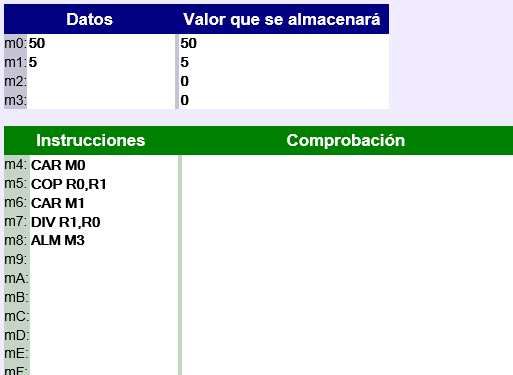 Datos Valor que se almacenará
m0: 50 50
m1: 5 5
m2: 0
m3: 0
Instrucciones Comprobación
m4: CAR M0
m5: COP R0,R1
m6: CAR M1
m7: DIV R1,R0
m8: ALM M3
m9:
mA:
mB:
mC:
mD:
mE:
mF: